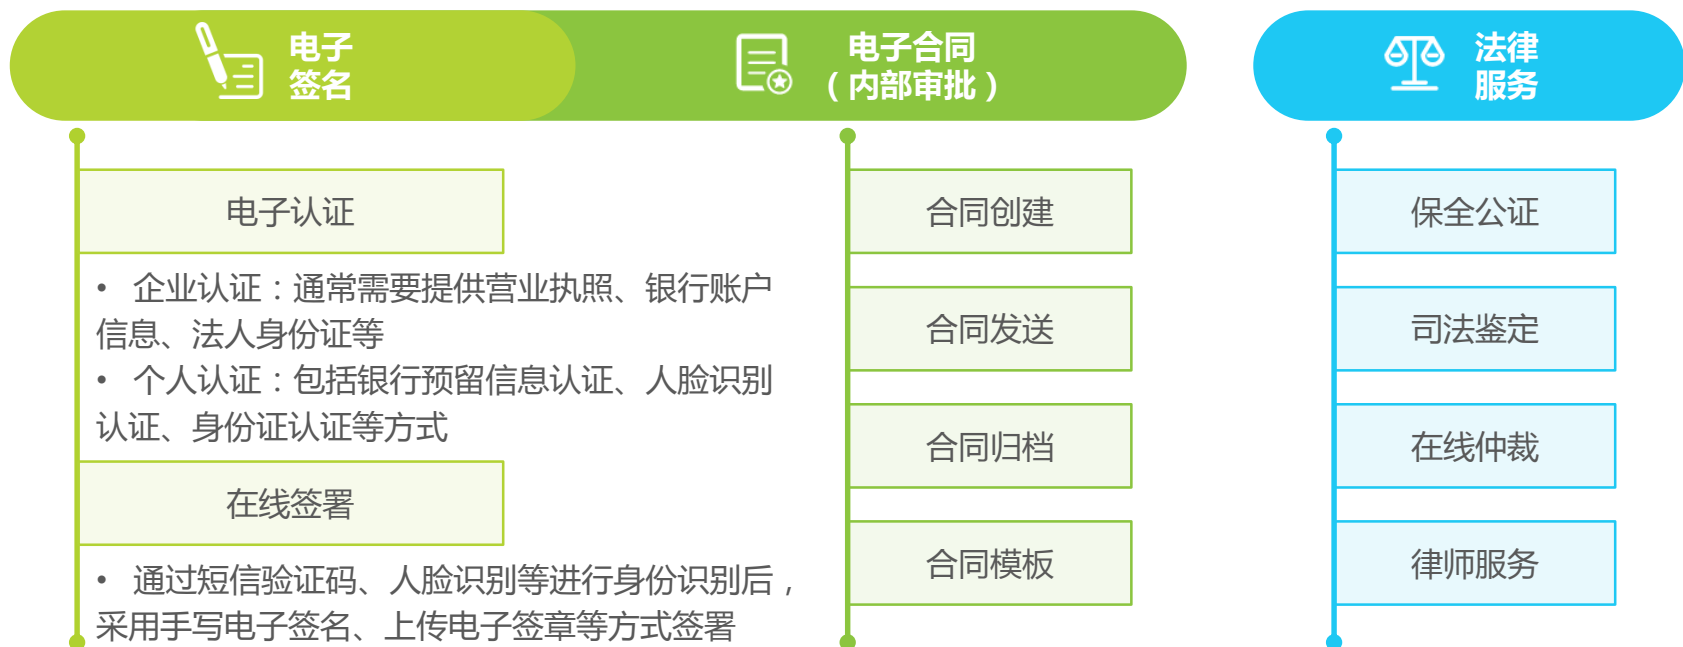 电子
签名
电子认证
• 企业认证：通常需要提供营业执照、银行账户
信息、法人身份证等
• 个人认证：包括银行预留信息认证、人脸识别
认证、身份证认证等方式
在线签署
• 通过短信验证码、人脸识别等进行身份识别后，
采用手写电子签名、上传电子签章等方式签署
电子合同
（内部审批）
合同创建
合同发送
合同归档
合同模板
法律
服务
保全公证
司法鉴定
在线仲裁
律师服务